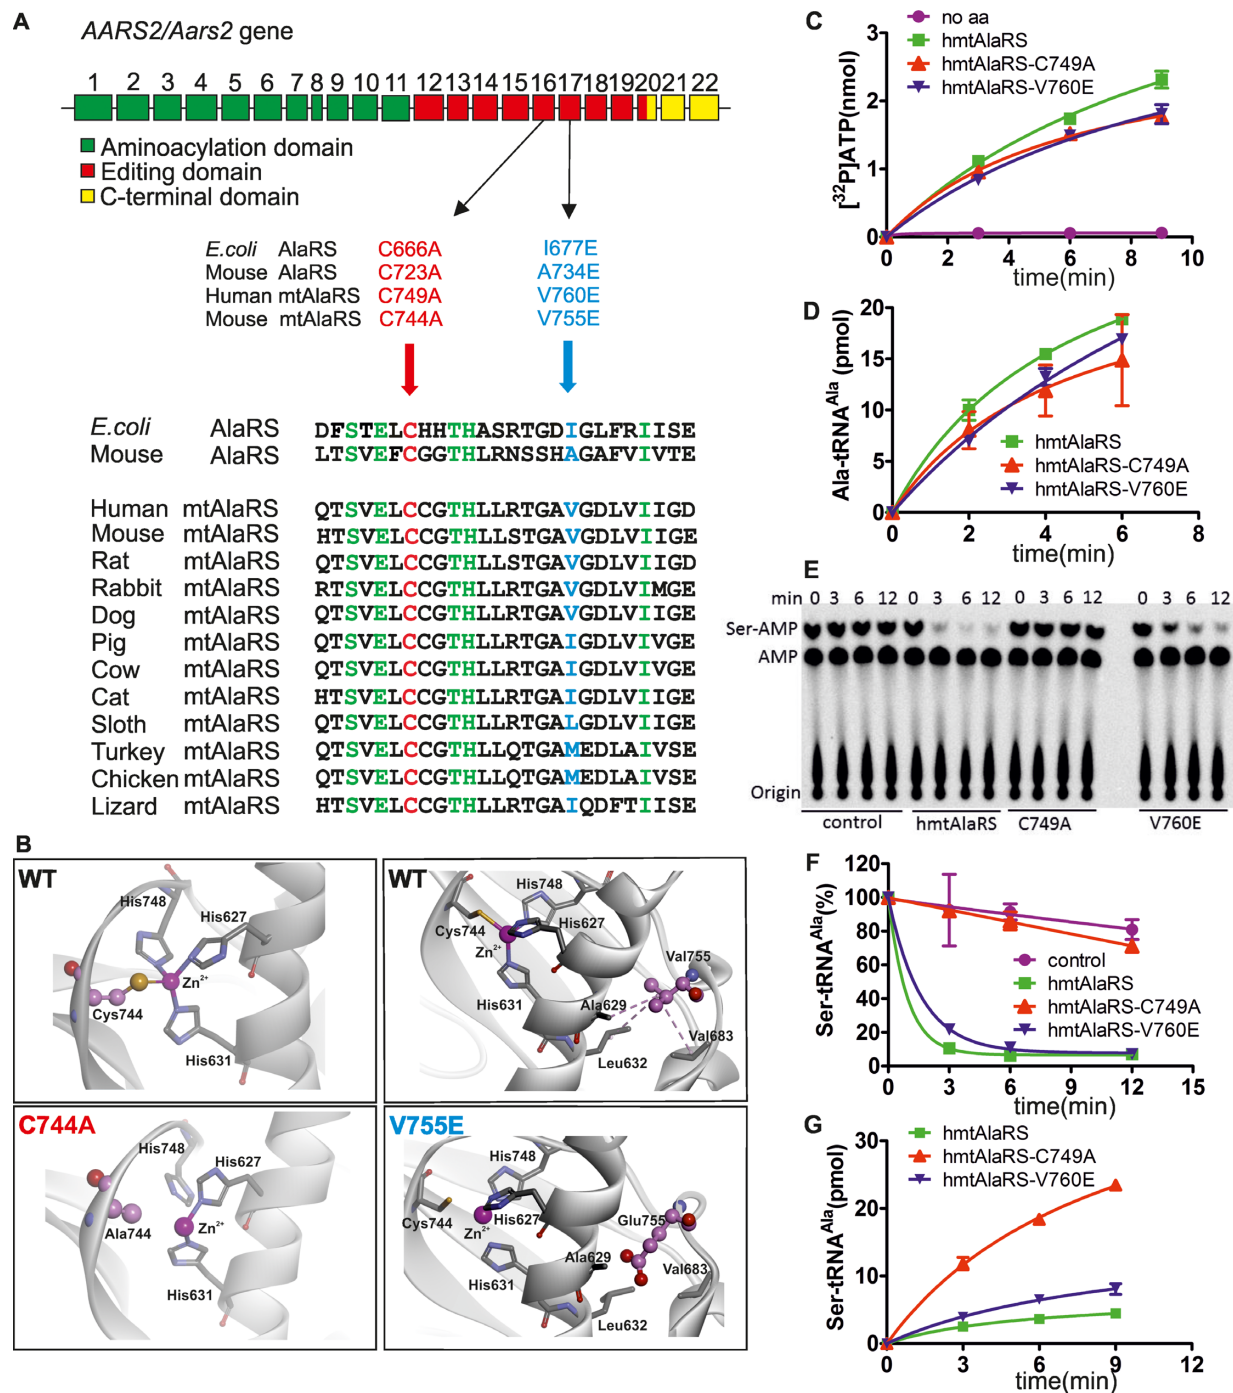 A
AARS2/Aars2 gene
1 2 3 4 5 6 7 8 9 10 11 12 13 14 15 16 17 18 19 20 21 22
Aminoacylation domain
Editing domain
C-terminal domain
E.coli AlaRS C666A I677E
Mouse AlaRS C723A A734E
Human mtAlaRS C749A V760E
Mouse mtAlaRS C744A V755E
E.coli AlaRS DFSTELCHHTHASRTGDIGLFRIISE
Mouse AlaRS LTSVEFCGGTHLRNSSHAGAFVIVTE
Human mtAlaRS QTSVELCCGTHLLRTGAVGDLVIIGD
Mouse mtAlaRS HTSVELCCGTHLLSTGAVGDLVIIGE
Rat mtAlaRS QTSVELCCGTHLLSTGAVGDLVIIGD
Rabbit mtAlaRS RTSVELCCGTHLLRTGAVGDLVIMGE
Dog mtAlaRS QTSVELCCGTHLLRTGAVGDLVIIGE
Pig mtAlaRS QTSVELCCGTHLLRTGAIGDLVIVGE
Cow mtAlaRS QTSVELCCGTHLLRTGAIGDLVIVGE
Cat mtAlaRS HTSVELCCGTHLLRTGAIGDLVIIGE
Sloth mtAlaRS QTSVELCCGTHLLRTGALGDLVIIGE
Turkey mtAlaRS QTSVELCCGTHLLQTGAMEDLAIVSE
Chicken mtAlaRS QTSVELCCGTHLLQTGAMEDLAIVSE
Lizard mtAlaRS HTSVELCCGTHLLRTGAIQDFTIISE
B
WT
His748
His627
Zn2+
Cys744
His631
WT
His748
His627
Cys744
Zn2+
Val755
His631
Ala629
Val683
Leu632
C744A
His748
His627
Zn2+
Ala744
His631
V755E
His748
Cys744
His627
Zn2+
Glu755
His631
Ala629
Val683
Leu632
C
no aa
hmtAlaRS
hmtAlaRS-C749A
hmtAlaRS-V760E
[32P]ATP(nmol)
3
2
1
0
0 2 4 6 8 10
time(min)
D
Ala-tRNAAla (pmol)
20
15
10
5
0
hmtAlaRS
hmtAlaRS-C749A
hmtAlaRS-V760E
0 2 4 6 8
time(min)
E
min 0 3 6 12 0 3 6 12 0 3 6 12 0 3 6 12
Ser-AMP
AMP
Origin
control hmtAlaRS C749A V760E
F
Ser-tRNAAla(%)
120
100
80
60
40
20
0
control
hmtAlaRS
hmtAlaRS-C749A
hmtAlaRS-V760E
0 3 6 9 12 15
time(min)
G
hmtAlaRS
hmtAlaRS-C749A
hmtAlaRS-V760E
Ser-tRNAAla(pmol)
30
20
10
0
0 3 6 9 12
time(min)